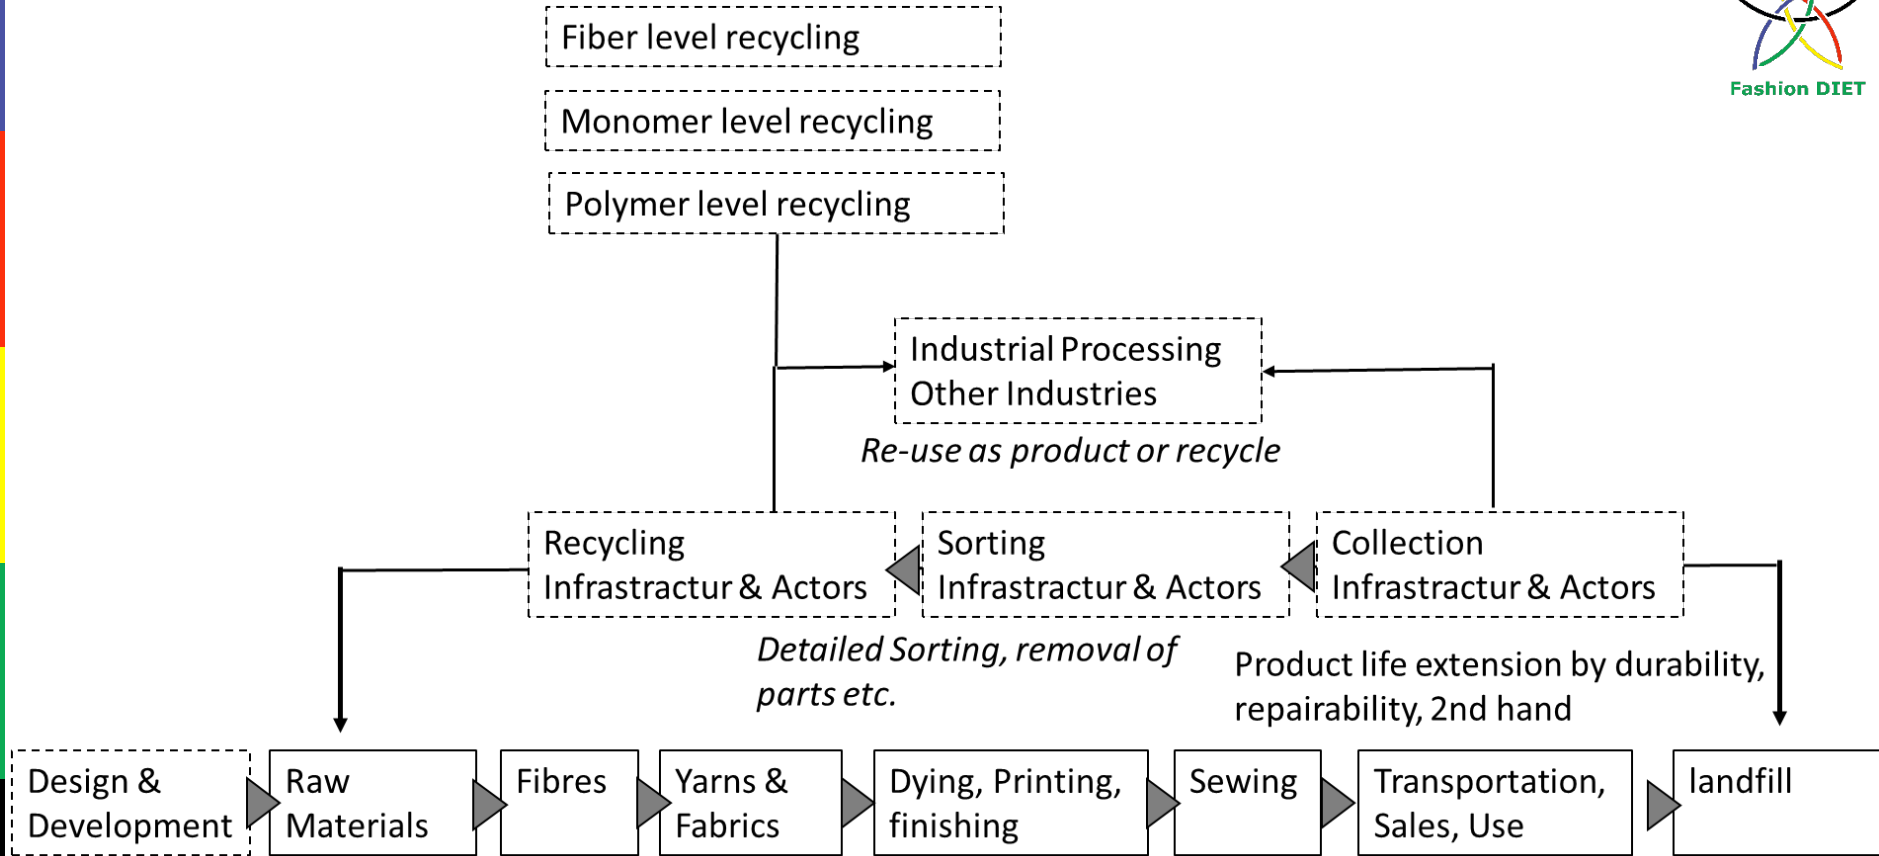 Fiber level recycling
Fashion DIET
Monomer level recycling
Polymer level recycling
Industrial Processing
Other Industries
Re-use as product or recycle
Recycling
Infrastractur & Actors
Sorting
Infrastractur & Actors
Collection
Infrastractur & Actors
Detailed Sorting, removal of
parts etc.
Product life extension by durability,
repairability, 2nd hand
Design &
Development
Raw
Materials
Fibres
Yarns &
Fabrics
Dying, Printing,
finishing
Sewing
Transportation,
Sales, Use
landfill